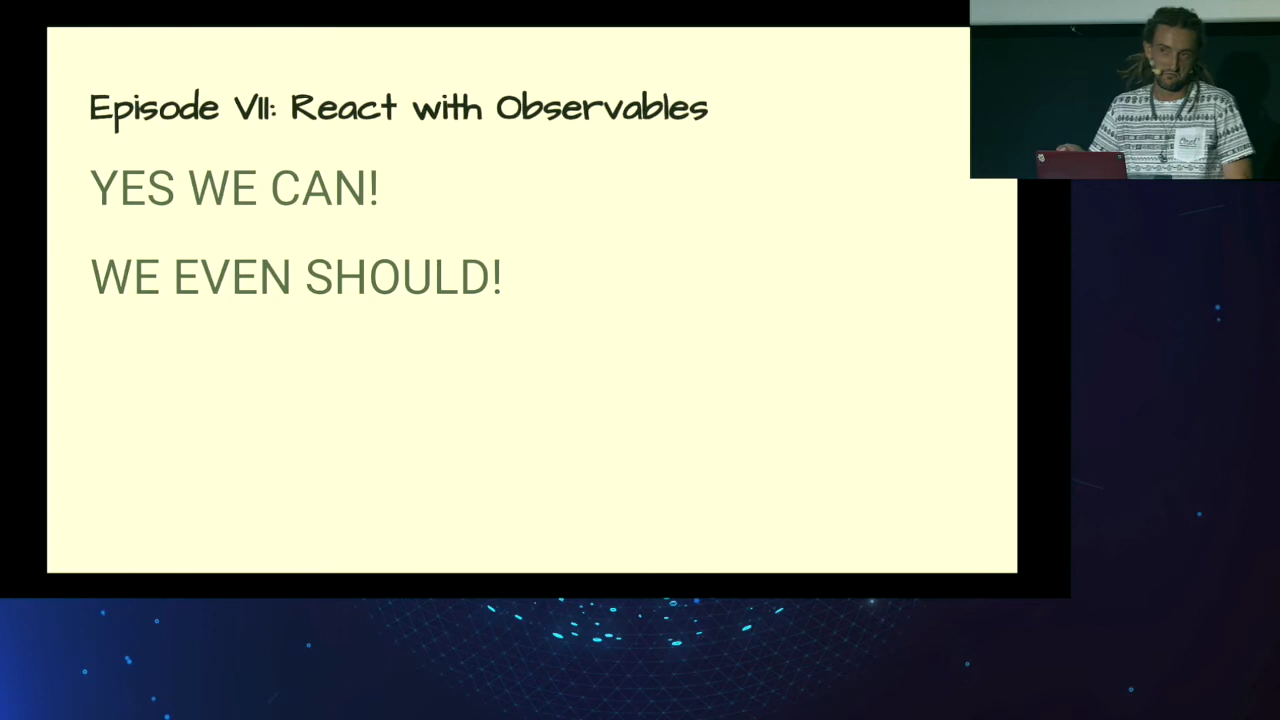 Episode VII: React with Observables
YES WE CAN!
WE EVEN SHOULD!